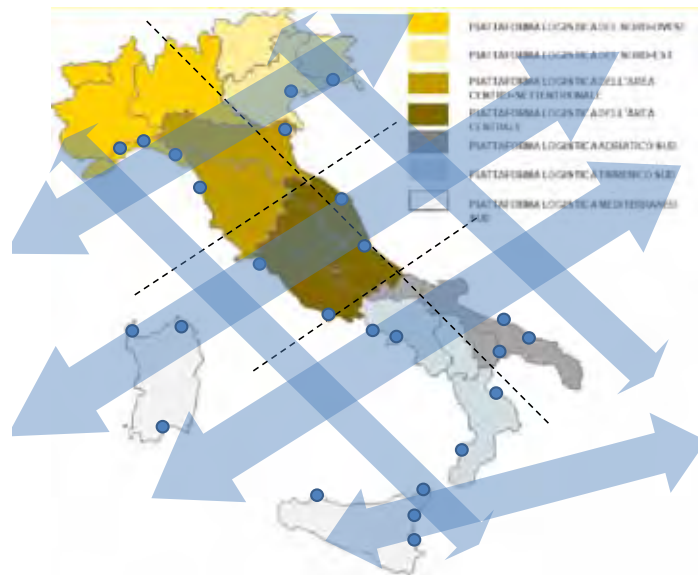 PIATTAFORMA LOGISTICA DEL NORD-OVEST
PIATTAFORMA LOGISTICA DEL NORD-EST
PIATTAFORMA LOGISTICA DELL'AREA
CENTRO-SETTENTRIONALE
PIATTAFORMA LOGISTICA DELL'AREA
CENTRALE
PIATTAFORMA LOGISTICA ADRIATICO SUD
PIATTAFORMA LOGISTICA TIRRENICO SUD
PIATTAFORMA LOGISTICA MEDITERRANEO
SUD